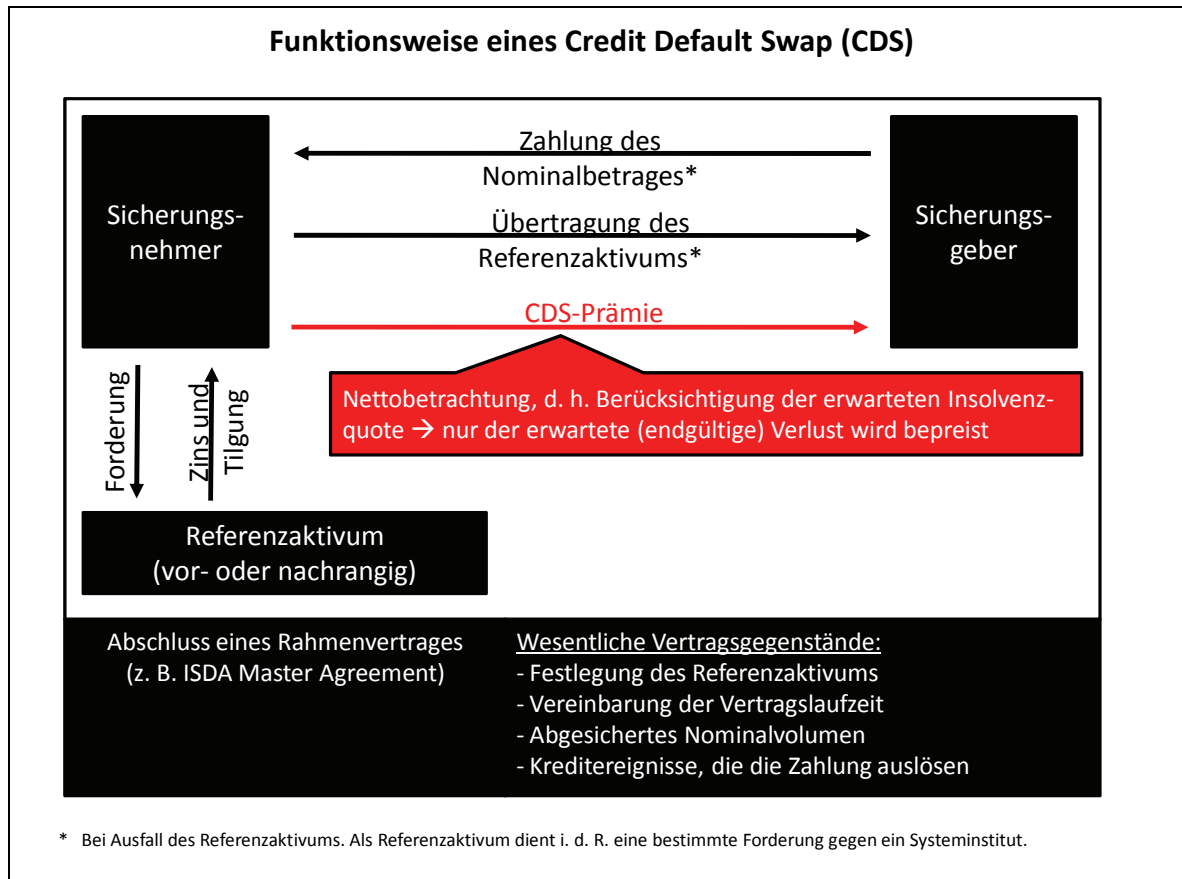 Funktionsweise eines Credit Default Swap (CDS)
Sicherungs-
nehmer
Zahlung des
Nominalbetrages*
Übertragung des
Referenzaktivums*
CDS-Prämie
Sicherungs-
geber
Nettobetrachtung, d. h. Berücksichtigung der erwarteten Insolvenz-
quote → nur der erwartete (endgültige) Verlust wird bepreist
Forderung
Zins und
Tilgung
Referenzaktivum
(vor- oder nachrangig)
Abschluss eines Rahmenvertrages
(z. B. ISDA Master Agreement)
Wesentliche Vertragsgegenstände:
- Festlegung des Referenzaktivums
- Vereinbarung der Vertragslaufzeit
- Abgesichertes Nominalvolumen
- Kreditereignisse, die die Zahlung auslösen
* Bei Ausfall des Referenzaktivums. Als Referenzaktivum dient i. d. R. eine bestimmte Forderung gegen ein Systeminstitut.